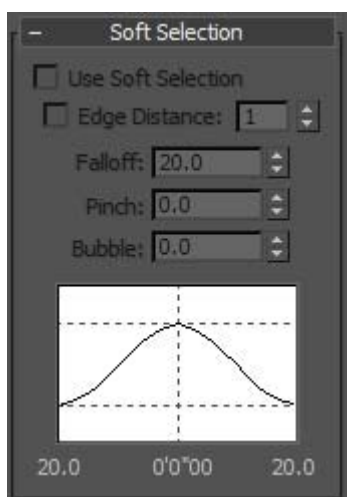 – Soft Selection
Use Soft Selection
Edge Distance: 1
Falloff: 20.0
Pinch: 0.0
Bubble: 0.0
20.0 0'0"00 20.0